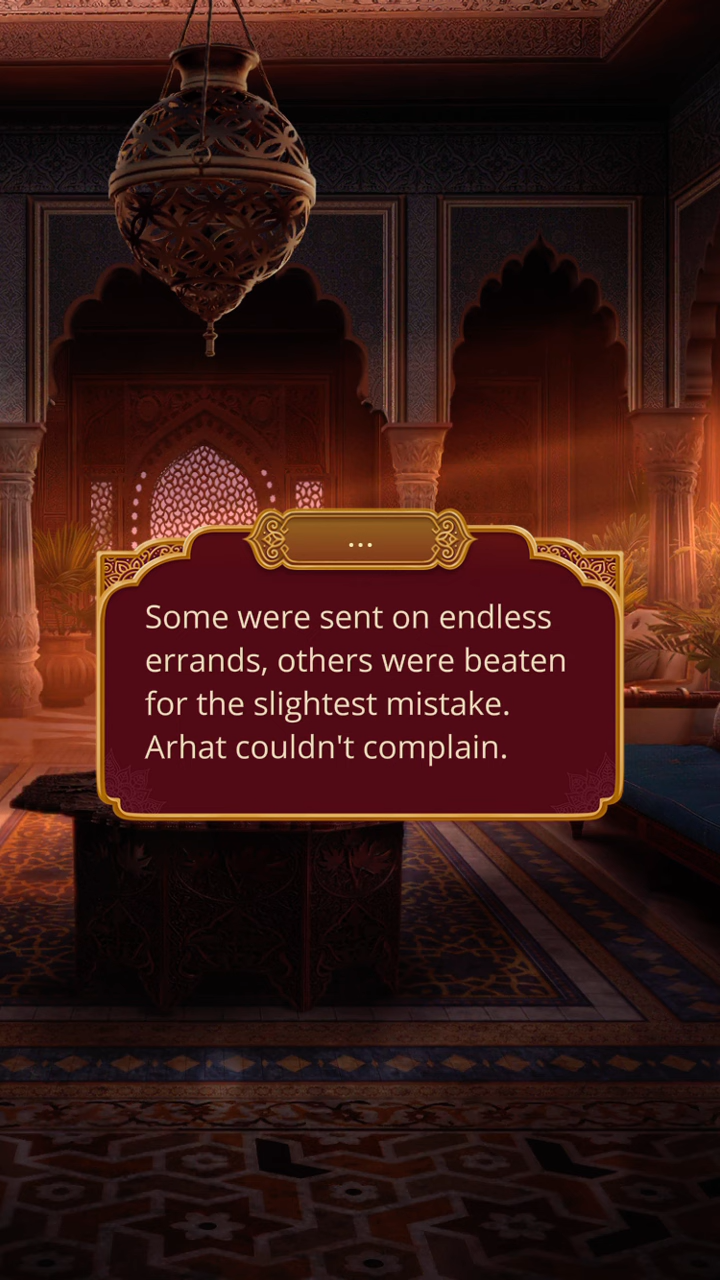 ...
Some were sent on endless
errands, others were beaten
for the slightest mistake.
Arhat couldn't complain.